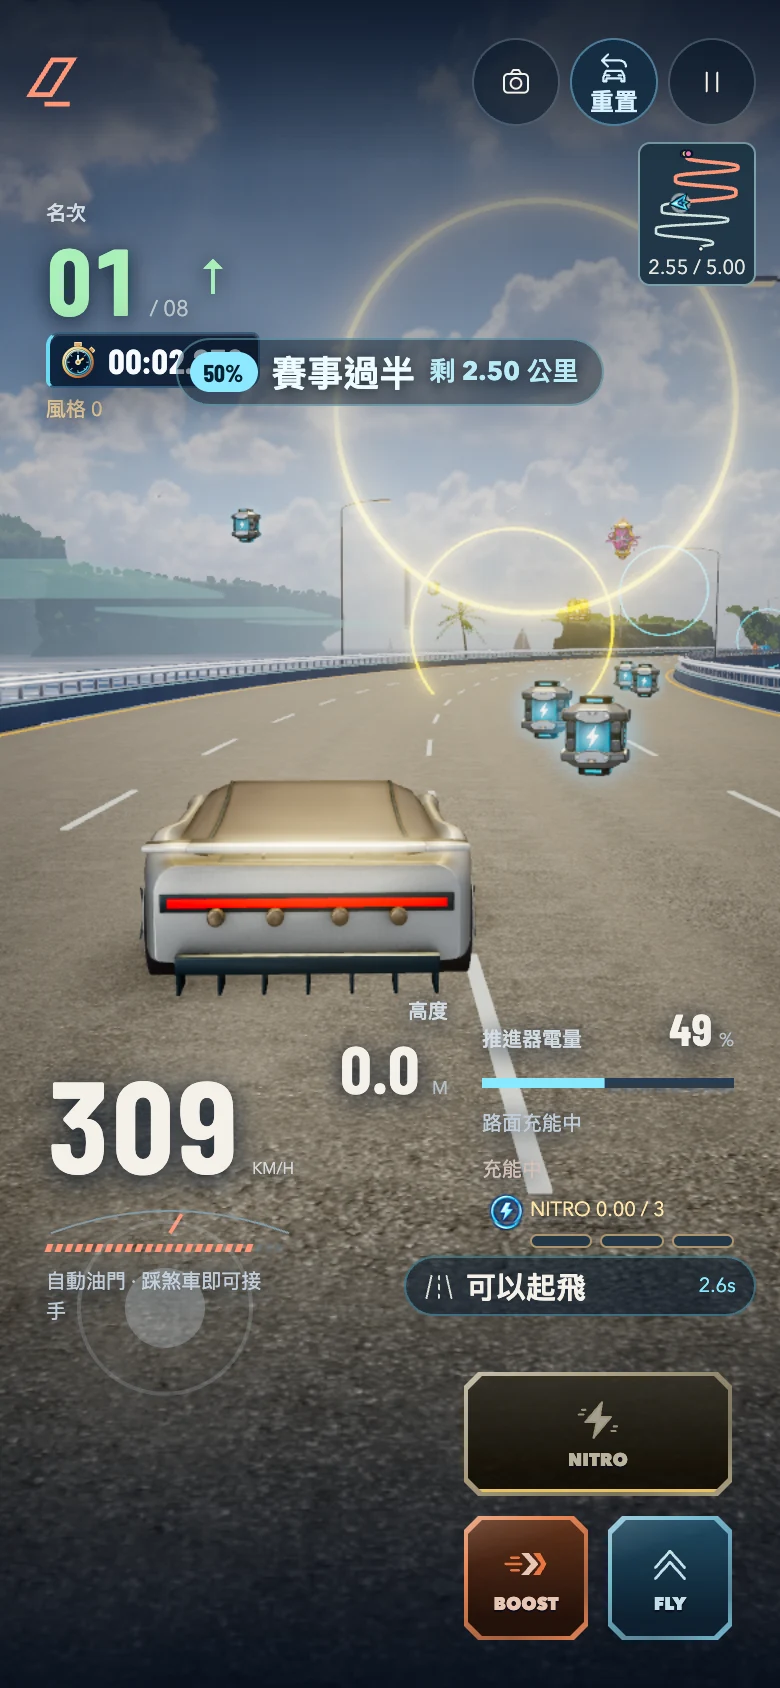 重置
2.55 / 5.00
名次
01 / 08
00:02.
50% 賽事過半 剩 2.50 公里
風格 0
高度
0.0 M
推進器電量 49 %
309 KM/H
路面充能中
充能中
NITRO 0.00 / 3
自動油門 · 踩煞車即可接
手
可以起飛 2.6s
NITRO
BOOST
FLY